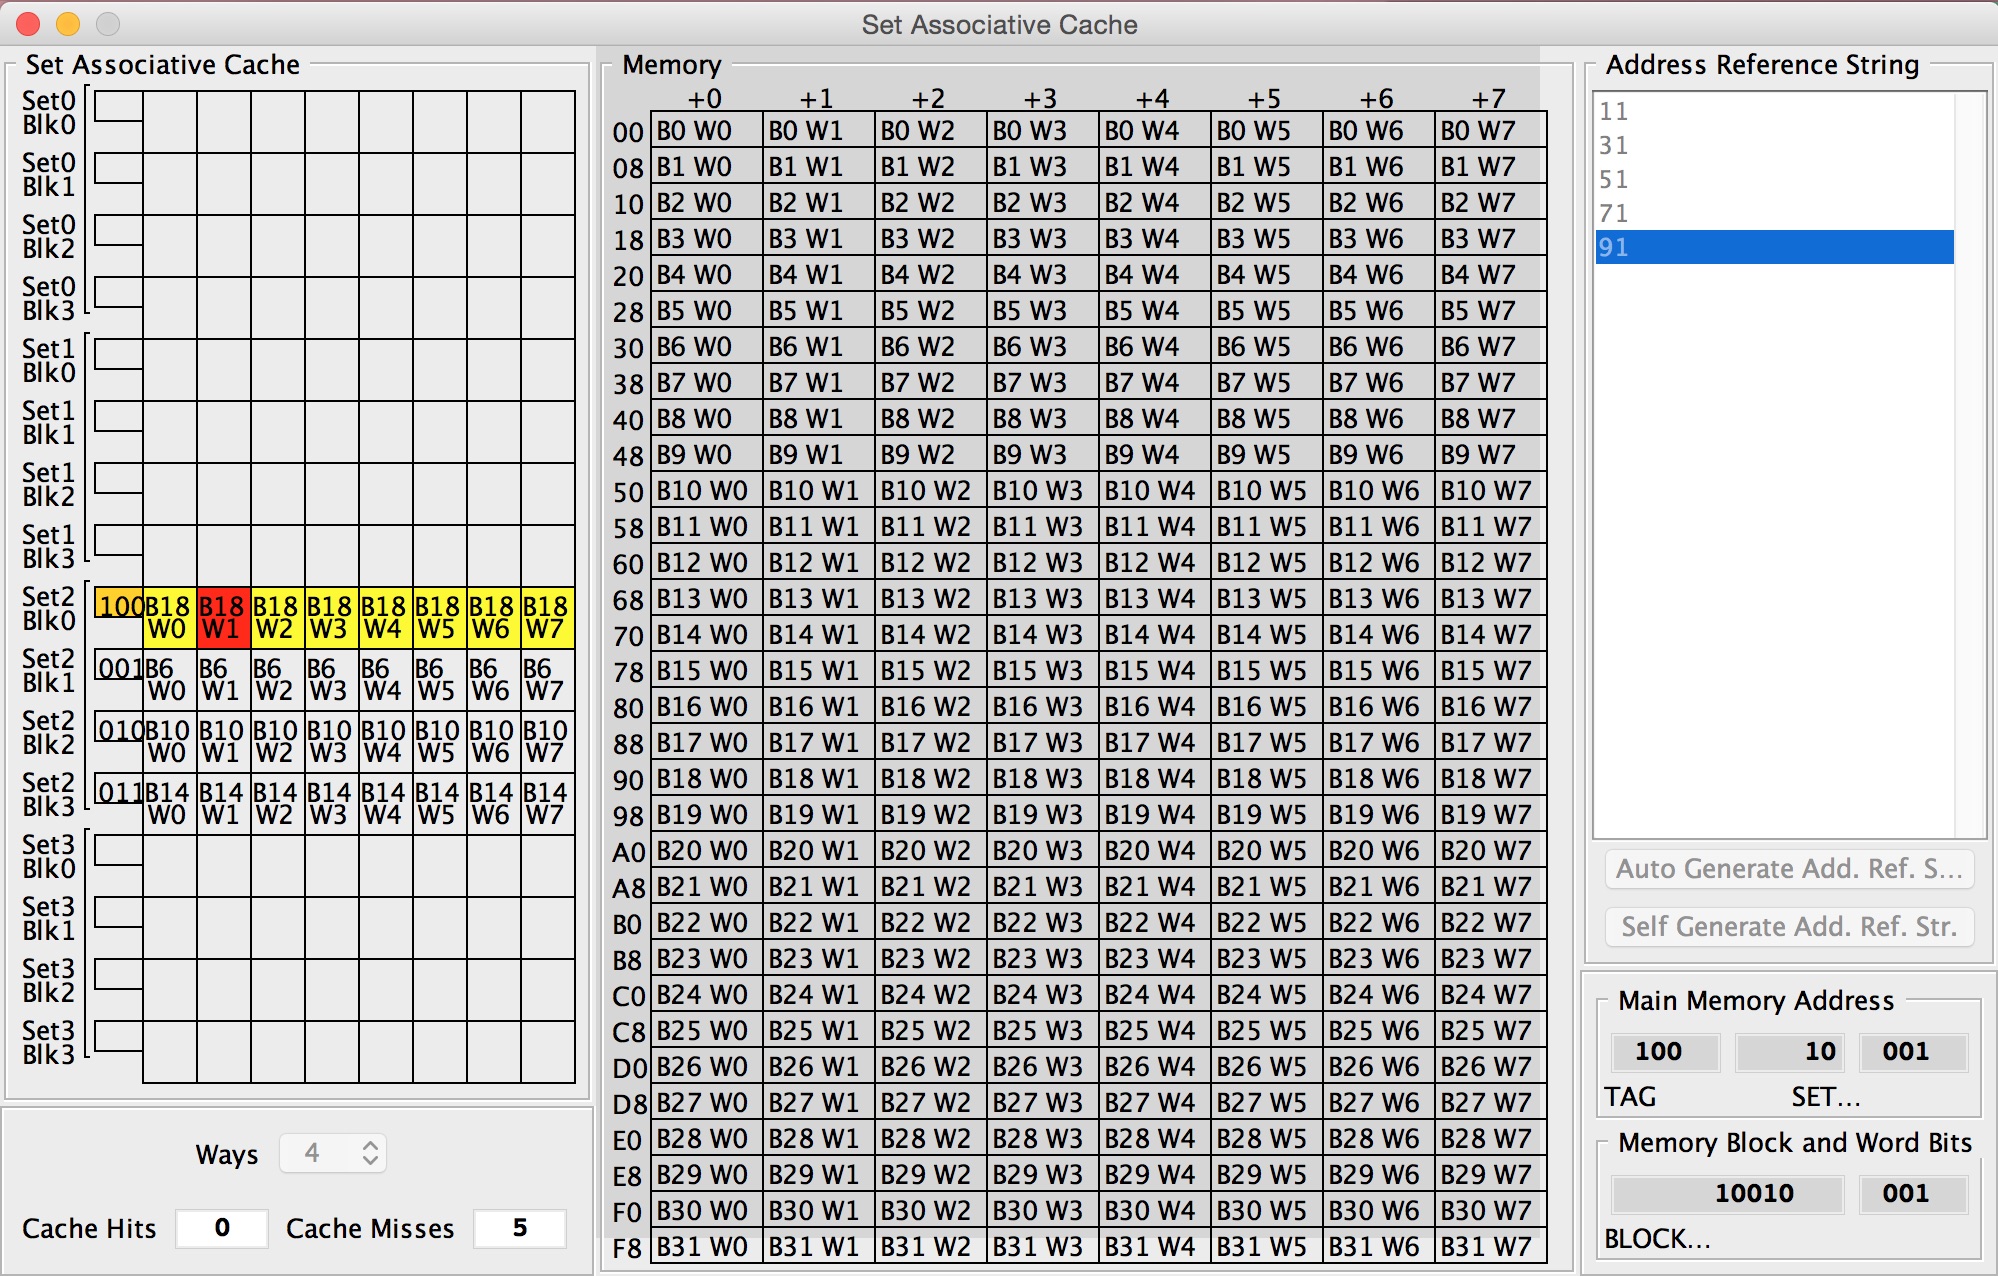 Set Associative Cache
Set Associative Cache
Set0
Blk0
Set0
Blk1
Set0
Blk2
Set0
Blk3
Set1
Blk0
Set1
Blk1
Set1
Blk2
Set1
Blk3
Set2
Blk0
100 B18 W0 B18 W1 B18 W2 B18 W3 B18 W4 B18 W5 B18 W6 B18 W7
Set2
Blk1
001 B6 W0 B6 W1 B6 W2 B6 W3 B6 W4 B6 W5 B6 W6 B6 W7
Set2
Blk2
010 B10 W0 B10 W1 B10 W2 B10 W3 B10 W4 B10 W5 B10 W6 B10 W7
Set2
Blk3
011 B14 W0 B14 W1 B14 W2 B14 W3 B14 W4 B14 W5 B14 W6 B14 W7
Set3
Blk0
Set3
Blk1
Set3
Blk2
Set3
Blk3
Ways 4
Cache Hits 0 Cache Misses 5
Memory
+0 +1 +2 +3 +4 +5 +6 +7
00 B0 W0 B0 W1 B0 W2 B0 W3 B0 W4 B0 W5 B0 W6 B0 W7
08 B1 W0 B1 W1 B1 W2 B1 W3 B1 W4 B1 W5 B1 W6 B1 W7
10 B2 W0 B2 W1 B2 W2 B2 W3 B2 W4 B2 W5 B2 W6 B2 W7
18 B3 W0 B3 W1 B3 W2 B3 W3 B3 W4 B3 W5 B3 W6 B3 W7
20 B4 W0 B4 W1 B4 W2 B4 W3 B4 W4 B4 W5 B4 W6 B4 W7
28 B5 W0 B5 W1 B5 W2 B5 W3 B5 W4 B5 W5 B5 W6 B5 W7
30 B6 W0 B6 W1 B6 W2 B6 W3 B6 W4 B6 W5 B6 W6 B6 W7
38 B7 W0 B7 W1 B7 W2 B7 W3 B7 W4 B7 W5 B7 W6 B7 W7
40 B8 W0 B8 W1 B8 W2 B8 W3 B8 W4 B8 W5 B8 W6 B8 W7
48 B9 W0 B9 W1 B9 W2 B9 W3 B9 W4 B9 W5 B9 W6 B9 W7
50 B10 W0 B10 W1 B10 W2 B10 W3 B10 W4 B10 W5 B10 W6 B10 W7
58 B11 W0 B11 W1 B11 W2 B11 W3 B11 W4 B11 W5 B11 W6 B11 W7
60 B12 W0 B12 W1 B12 W2 B12 W3 B12 W4 B12 W5 B12 W6 B12 W7
68 B13 W0 B13 W1 B13 W2 B13 W3 B13 W4 B13 W5 B13 W6 B13 W7
70 B14 W0 B14 W1 B14 W2 B14 W3 B14 W4 B14 W5 B14 W6 B14 W7
78 B15 W0 B15 W1 B15 W2 B15 W3 B15 W4 B15 W5 B15 W6 B15 W7
80 B16 W0 B16 W1 B16 W2 B16 W3 B16 W4 B16 W5 B16 W6 B16 W7
88 B17 W0 B17 W1 B17 W2 B17 W3 B17 W4 B17 W5 B17 W6 B17 W7
90 B18 W0 B18 W1 B18 W2 B18 W3 B18 W4 B18 W5 B18 W6 B18 W7
98 B19 W0 B19 W1 B19 W2 B19 W3 B19 W4 B19 W5 B19 W6 B19 W7
A0 B20 W0 B20 W1 B20 W2 B20 W3 B20 W4 B20 W5 B20 W6 B20 W7
A8 B21 W0 B21 W1 B21 W2 B21 W3 B21 W4 B21 W5 B21 W6 B21 W7
B0 B22 W0 B22 W1 B22 W2 B22 W3 B22 W4 B22 W5 B22 W6 B22 W7
B8 B23 W0 B23 W1 B23 W2 B23 W3 B23 W4 B23 W5 B23 W6 B23 W7
C0 B24 W0 B24 W1 B24 W2 B24 W3 B24 W4 B24 W5 B24 W6 B24 W7
C8 B25 W0 B25 W1 B25 W2 B25 W3 B25 W4 B25 W5 B25 W6 B25 W7
D0 B26 W0 B26 W1 B26 W2 B26 W3 B26 W4 B26 W5 B26 W6 B26 W7
D8 B27 W0 B27 W1 B27 W2 B27 W3 B27 W4 B27 W5 B27 W6 B27 W7
E0 B28 W0 B28 W1 B28 W2 B28 W3 B28 W4 B28 W5 B28 W6 B28 W7
E8 B29 W0 B29 W1 B29 W2 B29 W3 B29 W4 B29 W5 B29 W6 B29 W7
F0 B30 W0 B30 W1 B30 W2 B30 W3 B30 W4 B30 W5 B30 W6 B30 W7
F8 B31 W0 B31 W1 B31 W2 B31 W3 B31 W4 B31 W5 B31 W6 B31 W7
Address Reference String
11
31
51
71
91
Auto Generate Add. Ref. S...
Self Generate Add. Ref. Str.
Main Memory Address
100 10 001
TAG SET...
Memory Block and Word Bits
10010 001
BLOCK...